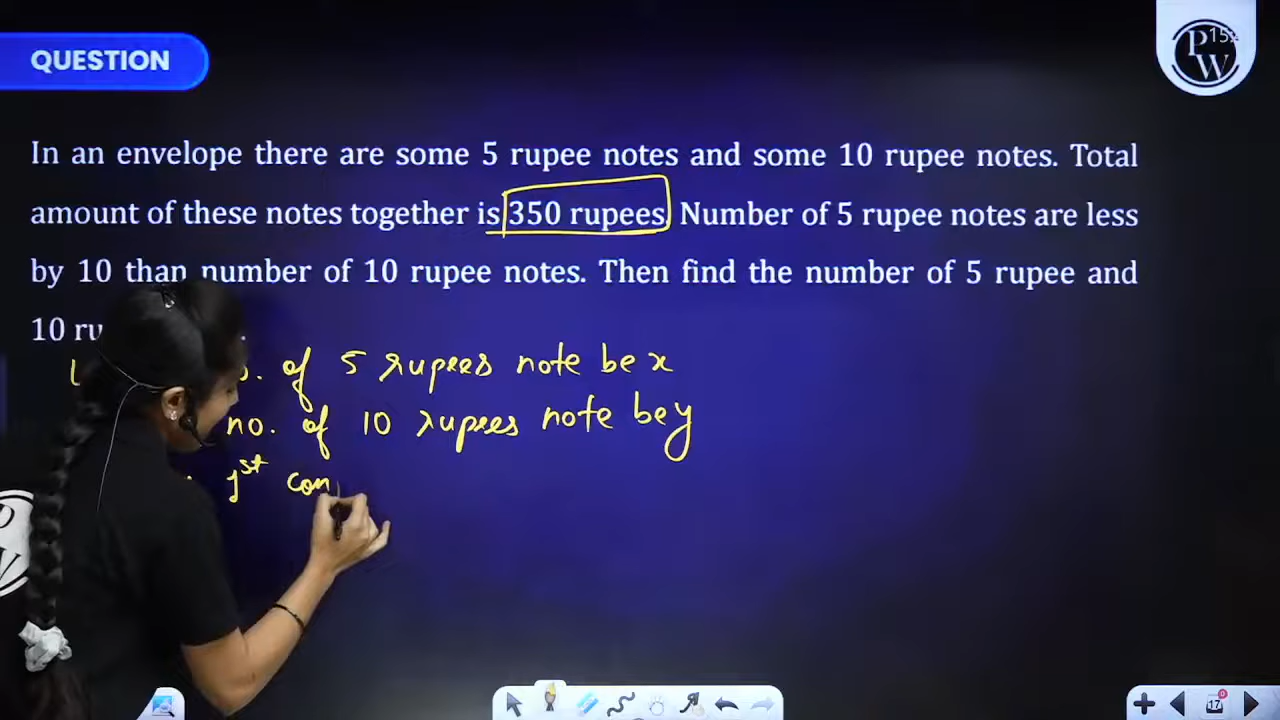 QUESTION
PW 15
In an envelope there are some 5 rupee notes and some 10 rupee notes. Total
amount of these notes together is 350 rupees. Number of 5 rupee notes are less
by 10 than number of 10 rupee notes. Then find the number of 5 rupee and
10 ru
of 5 rupees note be x
no. of 10 rupees note be y
1st con
17